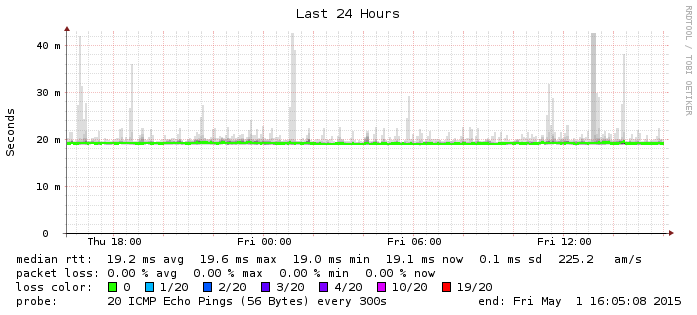 Last 24 Hours
RRDTOOL / TOBI OETIKER
Seconds
40 m
30 m
20 m
10 m
0
Thu 18:00 Fri 00:00 Fri 06:00 Fri 12:00
median rtt: 19.2 ms avg 19.6 ms max 19.0 ms min 19.1 ms now 0.1 ms sd 225.2 am/s
packet loss: 0.00 % avg 0.00 % max 0.00 % min 0.00 % now
loss color: 0 1/20 2/20 3/20 4/20 10/20 19/20
probe: 20 ICMP Echo Pings (56 Bytes) every 300s end: Fri May 1 16:05:08 2015